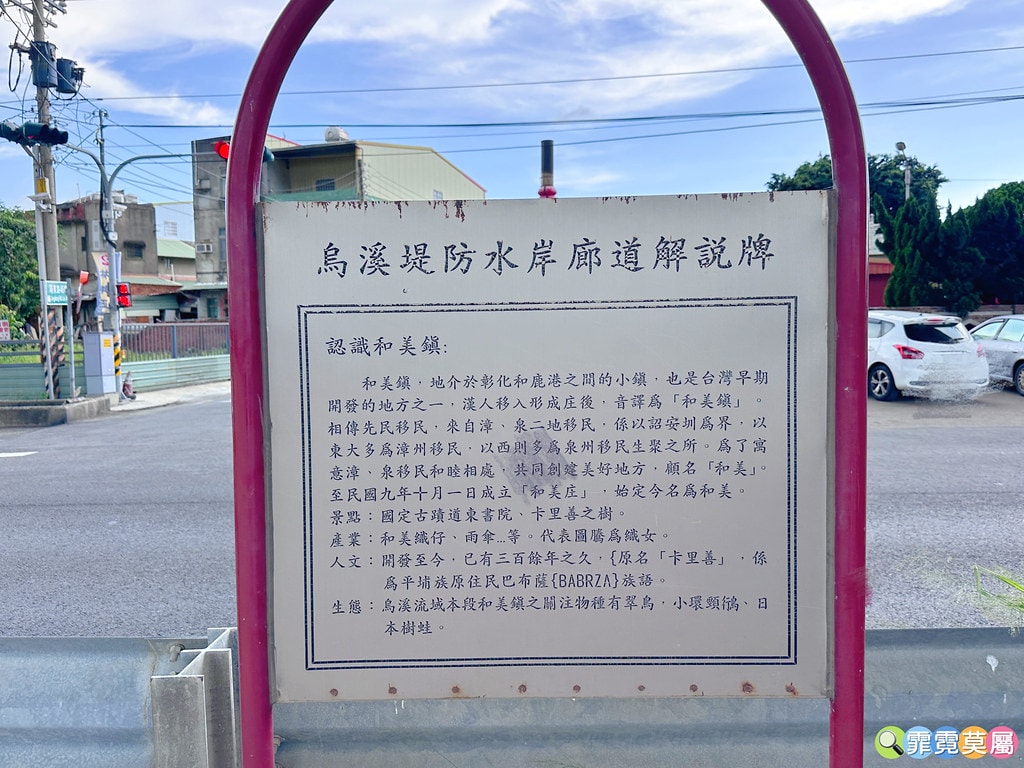 烏溪堤防水岸廊道解説牌
認識和美鎮:
和美鎮，地介於彰化和鹿港之間的小鎮，也是台灣早期
開發的地方之一，漢人移入形成庄後，音譯為「和美鎮」。
相傳先民移民，來自漳、泉二地移民，係以詔安圳為界，以
東大多為漳州移民，以西則多為泉州移民生聚之所。為了寓
意漳、泉移民和睦相處，共同創建美好地方，顧名「和美」。
至民國九年十月一日成立「和美庄」，始定今名為和美。
景點：國定古蹟道東書院、卡里善之樹。
產業：和美織仔、雨傘…等。代表圖騰為織女。
人文：開發至今，已有三百餘年之久，{原名「卡里善」，係
為平埔族原住民巴布薩{BABRZA}族語。
生態：烏溪流域本段和美鎮之關注物種有翠鳥，小環頸鴴、日
本樹蛙。
霏霓莫屬